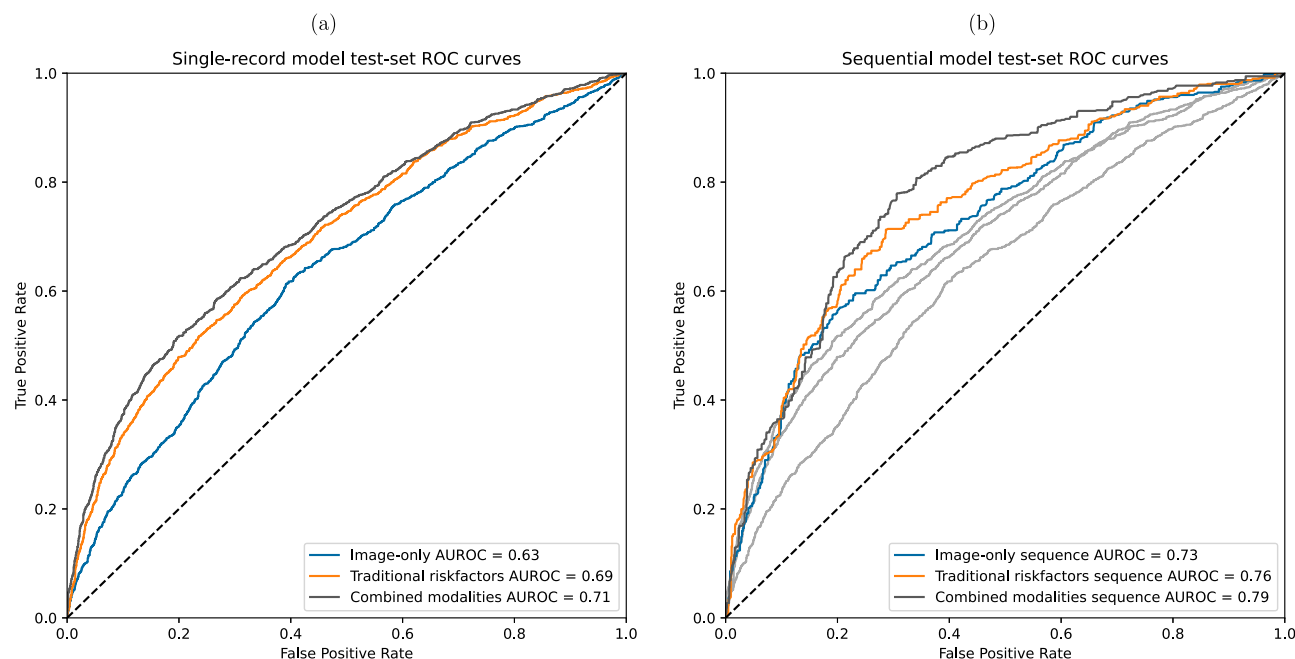 (a)
Single-record model test-set ROC curves
1.0
0.8
0.6
0.4
0.2
0.0
True Positive Rate
Image-only AUROC = 0.63
Traditional riskfactors AUROC = 0.69
Combined modalities AUROC = 0.71
0.0 0.2 0.4 0.6 0.8 1.0
False Positive Rate
(b)
Sequential model test-set ROC curves
1.0
0.8
0.6
0.4
0.2
0.0
True Positive Rate
Image-only sequence AUROC = 0.73
Traditional riskfactors sequence AUROC = 0.76
Combined modalities sequence AUROC = 0.79
0.0 0.2 0.4 0.6 0.8 1.0
False Positive Rate